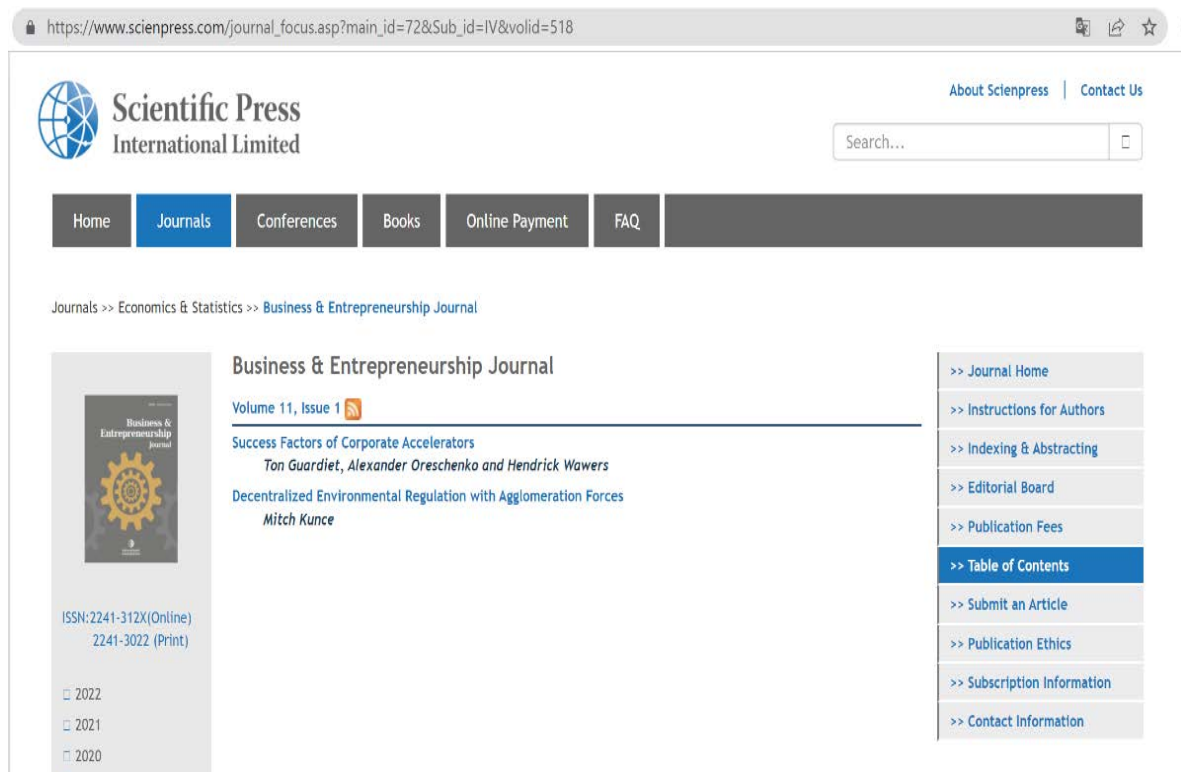 https://www.scienpress.com/journal_focus.asp?main_id=72&Sub_id=IV&volid=518
Scientific Press
International Limited
About Scienpress | Contact Us
Search...
Home
Journals
Conferences
Books
Online Payment
FAQ
Journals >> Economics & Statistics >> Business & Entrepreneurship Journal
Business &
Entrepreneurship
Journal
ISSN:2241-312X(Online)
2241-3022 (Print)
2022
2021
2020
Business & Entrepreneurship Journal
Volume 11, Issue 1
Success Factors of Corporate Accelerators
Ton Guardiet, Alexander Oreschenko and Hendrick Wawers
Decentralized Environmental Regulation with Agglomeration Forces
Mitch Kunce
>> Journal Home
>> Instructions for Authors
>> Indexing & Abstracting
>> Editorial Board
>> Publication Fees
>> Table of Contents
>> Submit an Article
>> Publication Ethics
>> Subscription Information
>> Contact Information